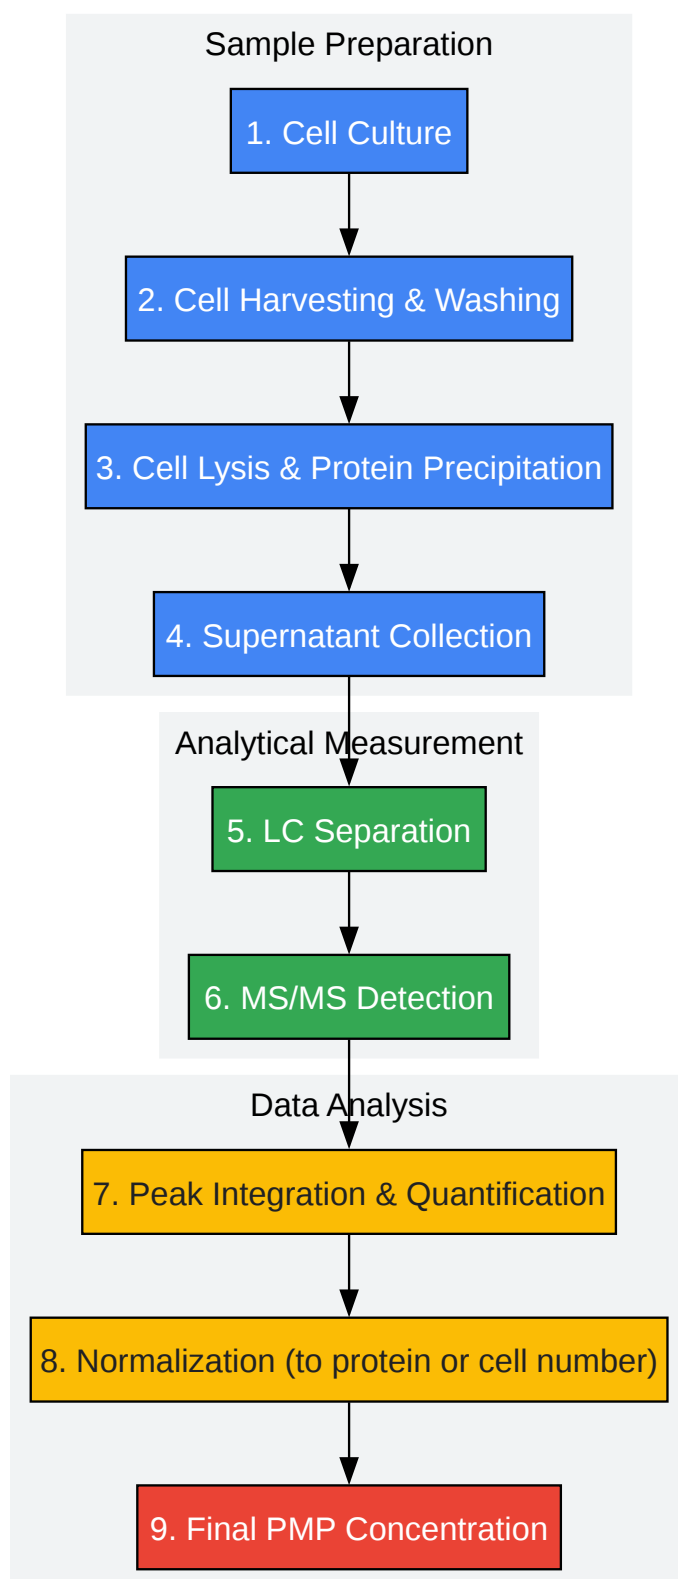 Sample Preparation
1. Cell Culture
2. Cell Harvesting & Washing
3. Cell Lysis & Protein Precipitation
4. Supernatant Collection
Analytical Measurement
5. LC Separation
6. MS/MS Detection
Data Analysis
7. Peak Integration & Quantification
8. Normalization (to protein or cell number)
9. Final PMP Concentration